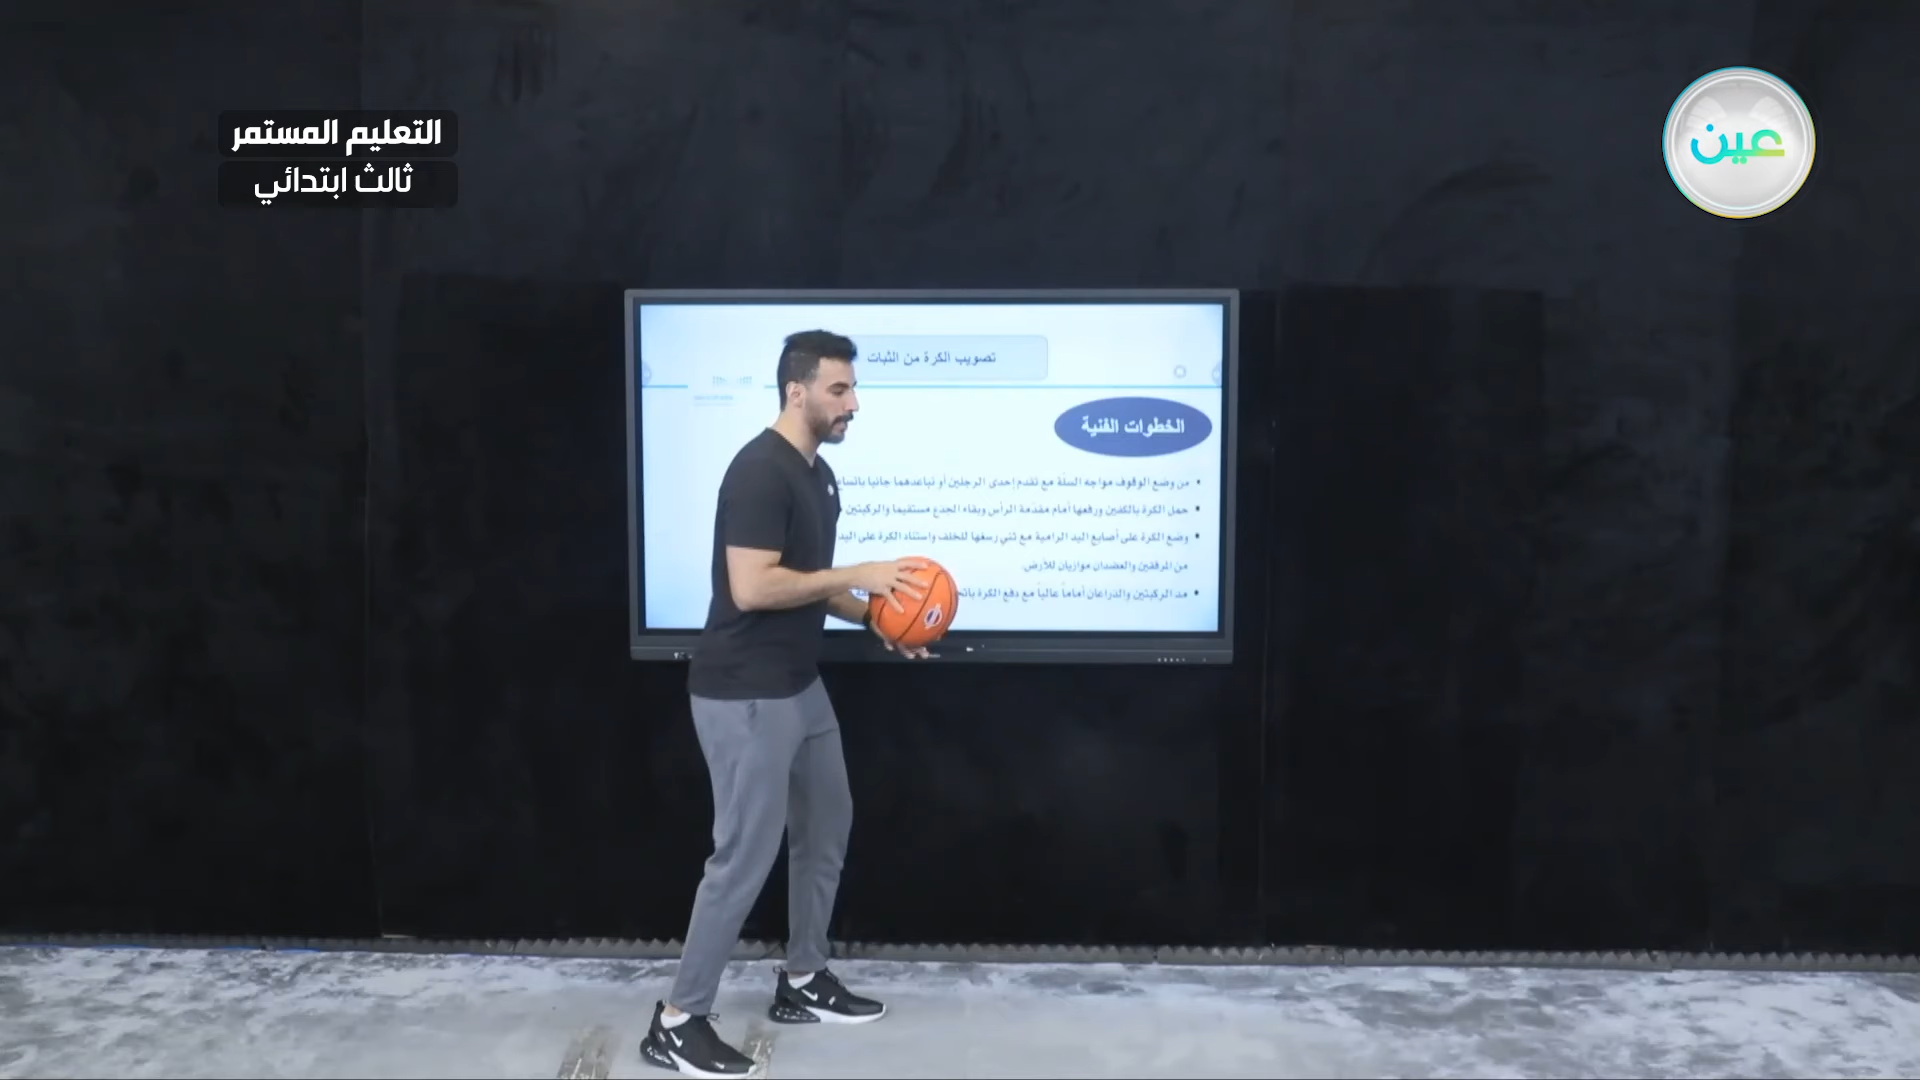 التعليم المستمر
ثالث ابتدائي
عين
تصويب الكرة من الثبات
الخطوات الفنية
• من وضع الوقوف مواجه السلة مع تقدم إحدى الرجلين أو تباعدهما جانبا باتساع
• حمل الكرة بالكفين ورفعها أمام مقدمة الرأس وبقاء الجذع مستقيما والركبتين
• وضع الكرة على أصابع اليد الرامية مع ثني رسغها للخلف واستناد الكرة على اليد
من المرفقين والعضدان موازيان للأرض.
• مد الركبتين والذراعان أماماً عالياً مع دفع الكرة